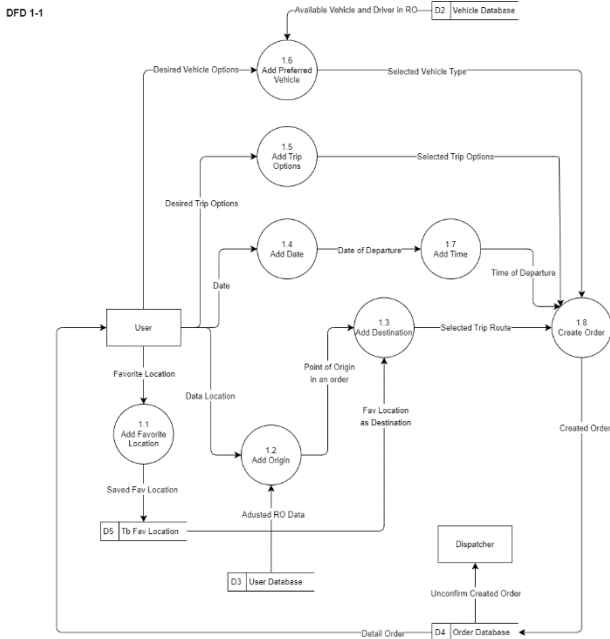 DFD 1-1
Available Vehicle and Driver in RO
D2 Vehicle Database
1.6
Add Preferred
Vehicle
Desired Vehicle Options
Selected Vehicle Type
1.5
Add Trip
Options
Selected Trip Options
Desired Trip Options
1.4
Add Date
Date of Departure
1.7
Add Time
Time of Departure
Date
User
1.3
Add Destination
Selected Trip Route
1.8
Create Order
Favorite Location
Data Location
Point of Origin
in an order
Fav Location
as Destination
1.1
Add Favorite
Location
1.2
Add Origin
Created Order
Saved Fav Location
Adusted RO Data
D5 Tb Fav Location
Dispatcher
D3 User Database
Unconfirm Created Order
Detail Order
D4 Order Database